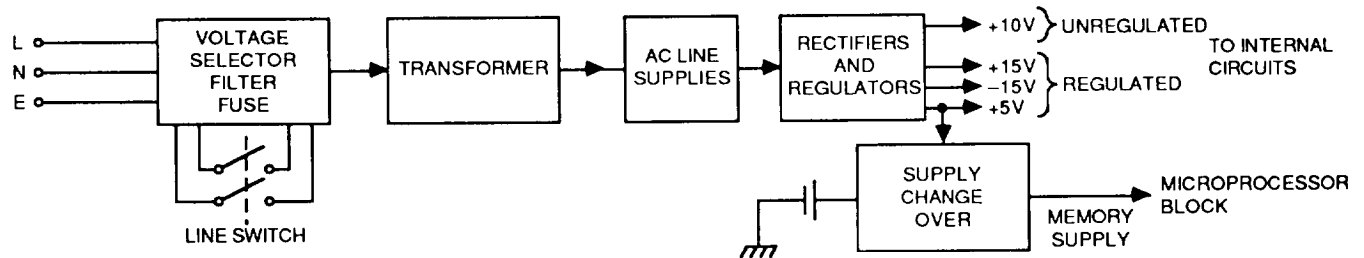 L
N
E
VOLTAGE
SELECTOR
FILTER
FUSE
LINE SWITCH
TRANSFORMER
AC LINE
SUPPLIES
RECTIFIERS
AND
REGULATORS
+10V
UNREGULATED
+15V
-15V
+5V
REGULATED
TO INTERNAL
CIRCUITS
SUPPLY
CHANGE
OVER
MEMORY
SUPPLY
MICROPROCESSOR
BLOCK